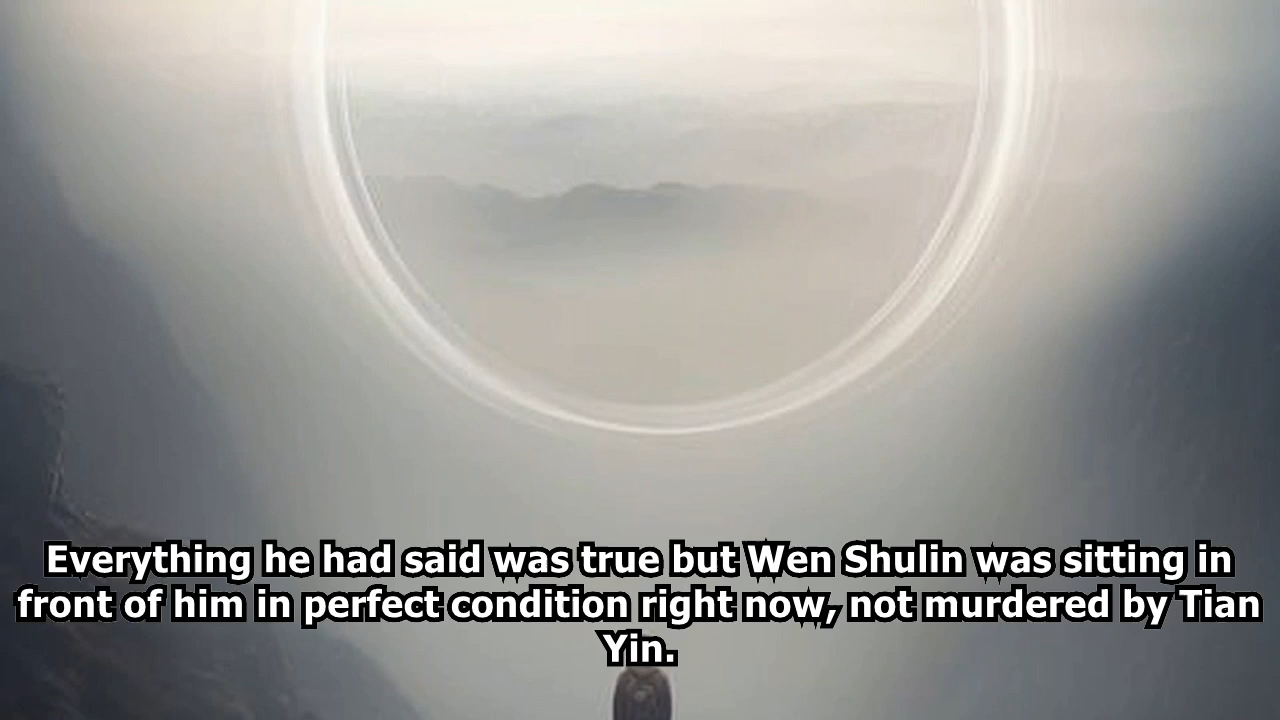 Everything he had said was true but Wen Shulin was sitting in
front of him in perfect condition right now, not murdered by Tian
Yin.